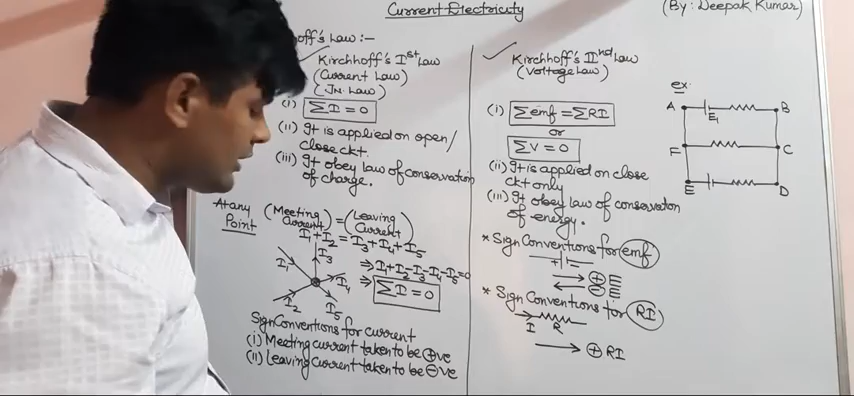 Current Electricity
(By: Deepak Kumar)
off's Law :-
Kirchhoff's Ist Law
(Current Law)
(Jn. Law)
(i) ΣI = 0
(ii) It is applied on open/
close ckt.
(iii) It obey law of conservation
of charge.
At any
Point
(Meeting Current) = (Leaving Current)
I1+I2 = I3+I4+I5
⇒ I1+I2-I3-I4-I5=0
⇒ ΣI = 0
I1
I2
I3
I4
I5
Sign Conventions for current
(i) Meeting current taken to be ⊕ve
(ii) Leaving current taken to be ⊖ve
Kirchhoff's IInd Law
(Voltage Law)
(i) Σemf = ΣRI
or
ΣV = 0
(ii) It is applied on close
ckt only
(iii) It obey law of conservation
of energy.
* Sign Conventions for emf
+ -
→ ⊕ E
← ⊖ E
* Sign Conventions for RI
I R
→ ⊕ RI
ex:
A E1 B
F C
E D